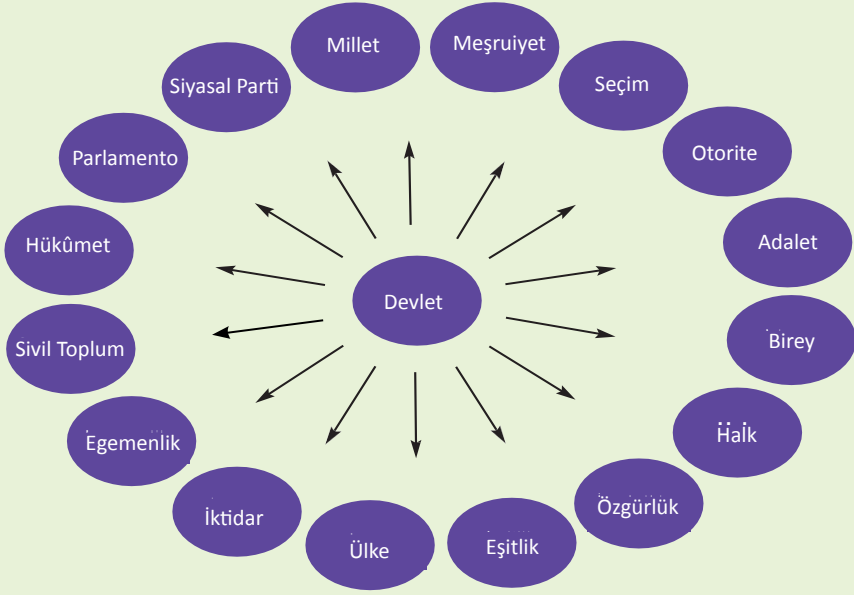 Millet
Meşruiyet
Siyasal Parti
Seçim
Parlamento
Otorite
Hükûmet
Adalet
Devlet
Sivil Toplum
Birey
Egemenlik
Halk
İktidar
Özgürlük
Ülke
Eşitlik